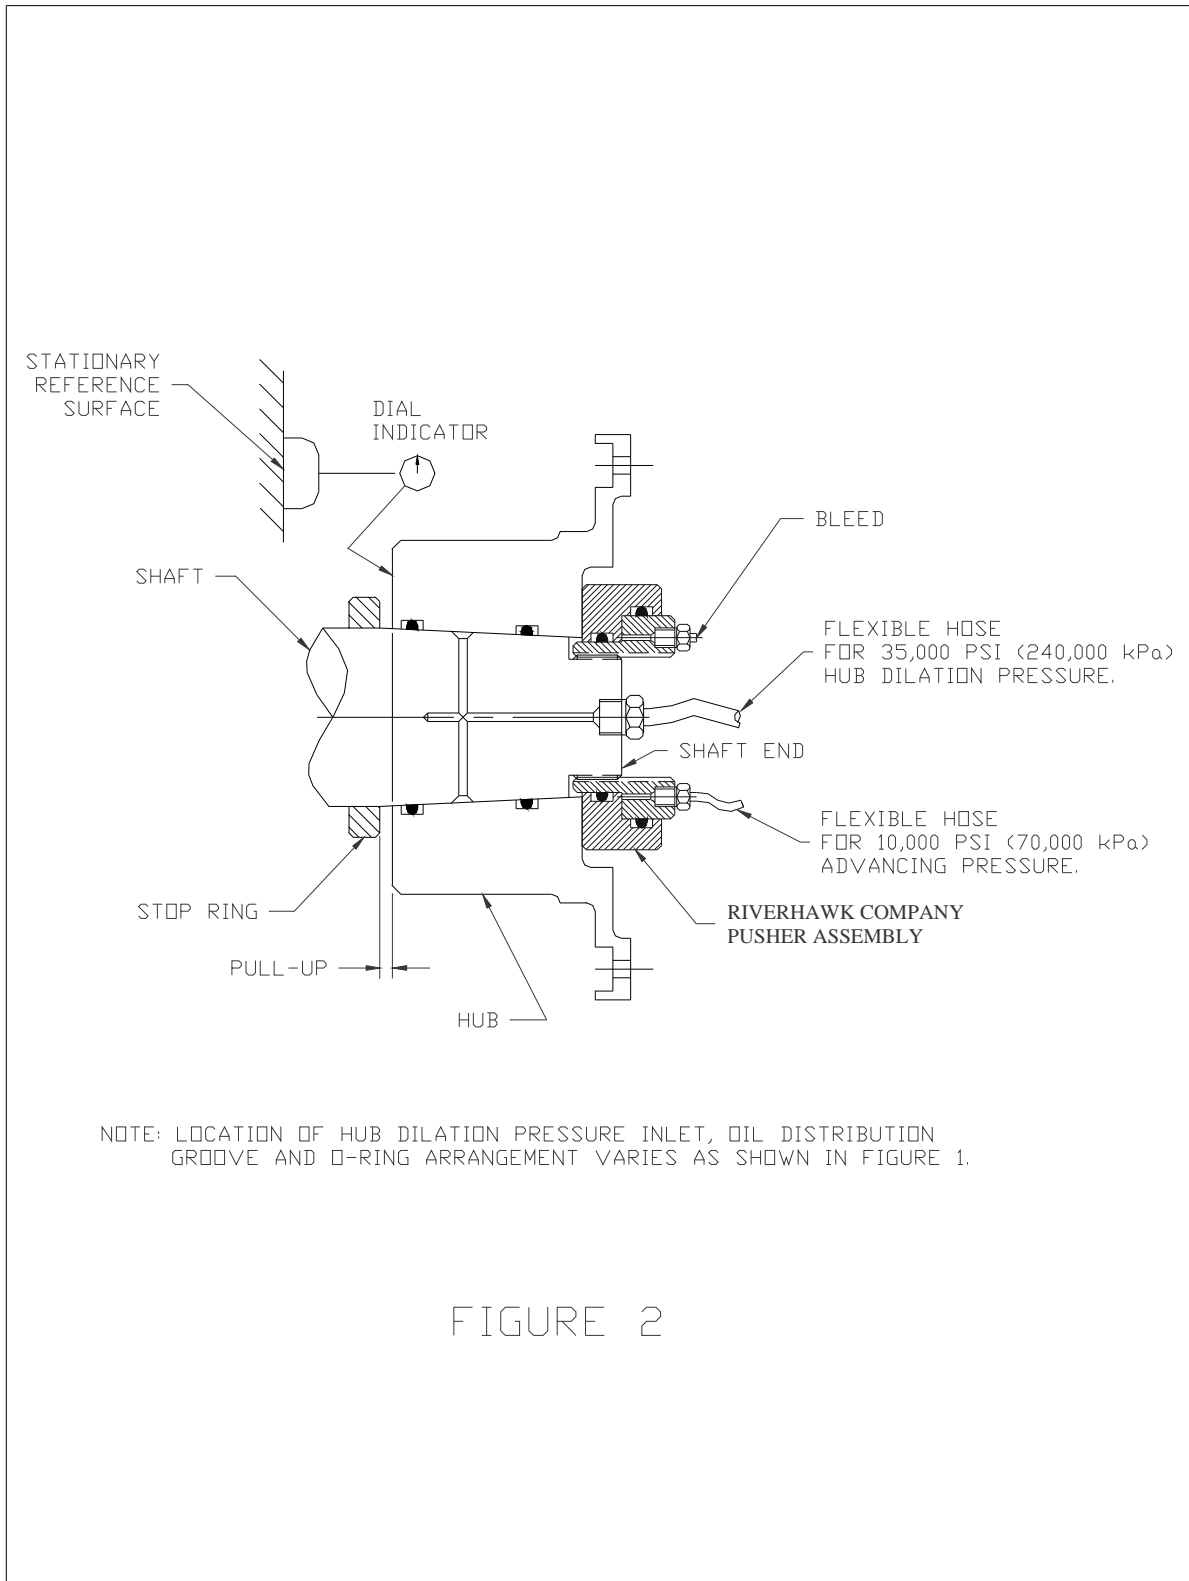 STATIONARY
REFERENCE
SURFACE
DIAL
INDICATOR
BLEED
SHAFT
FLEXIBLE HOSE
FOR 35,000 PSI (240,000 kPa)
HUB DILATION PRESSURE.
SHAFT END
FLEXIBLE HOSE
FOR 10,000 PSI (70,000 kPa)
ADVANCING PRESSURE.
STOP RING
RIVERHAWK COMPANY
PUSHER ASSEMBLY
PULL-UP
HUB
NOTE: LOCATION OF HUB DILATION PRESSURE INLET, OIL DISTRIBUTION
GROOVE AND O-RING ARRANGEMENT VARIES AS SHOWN IN FIGURE 1.
FIGURE 2